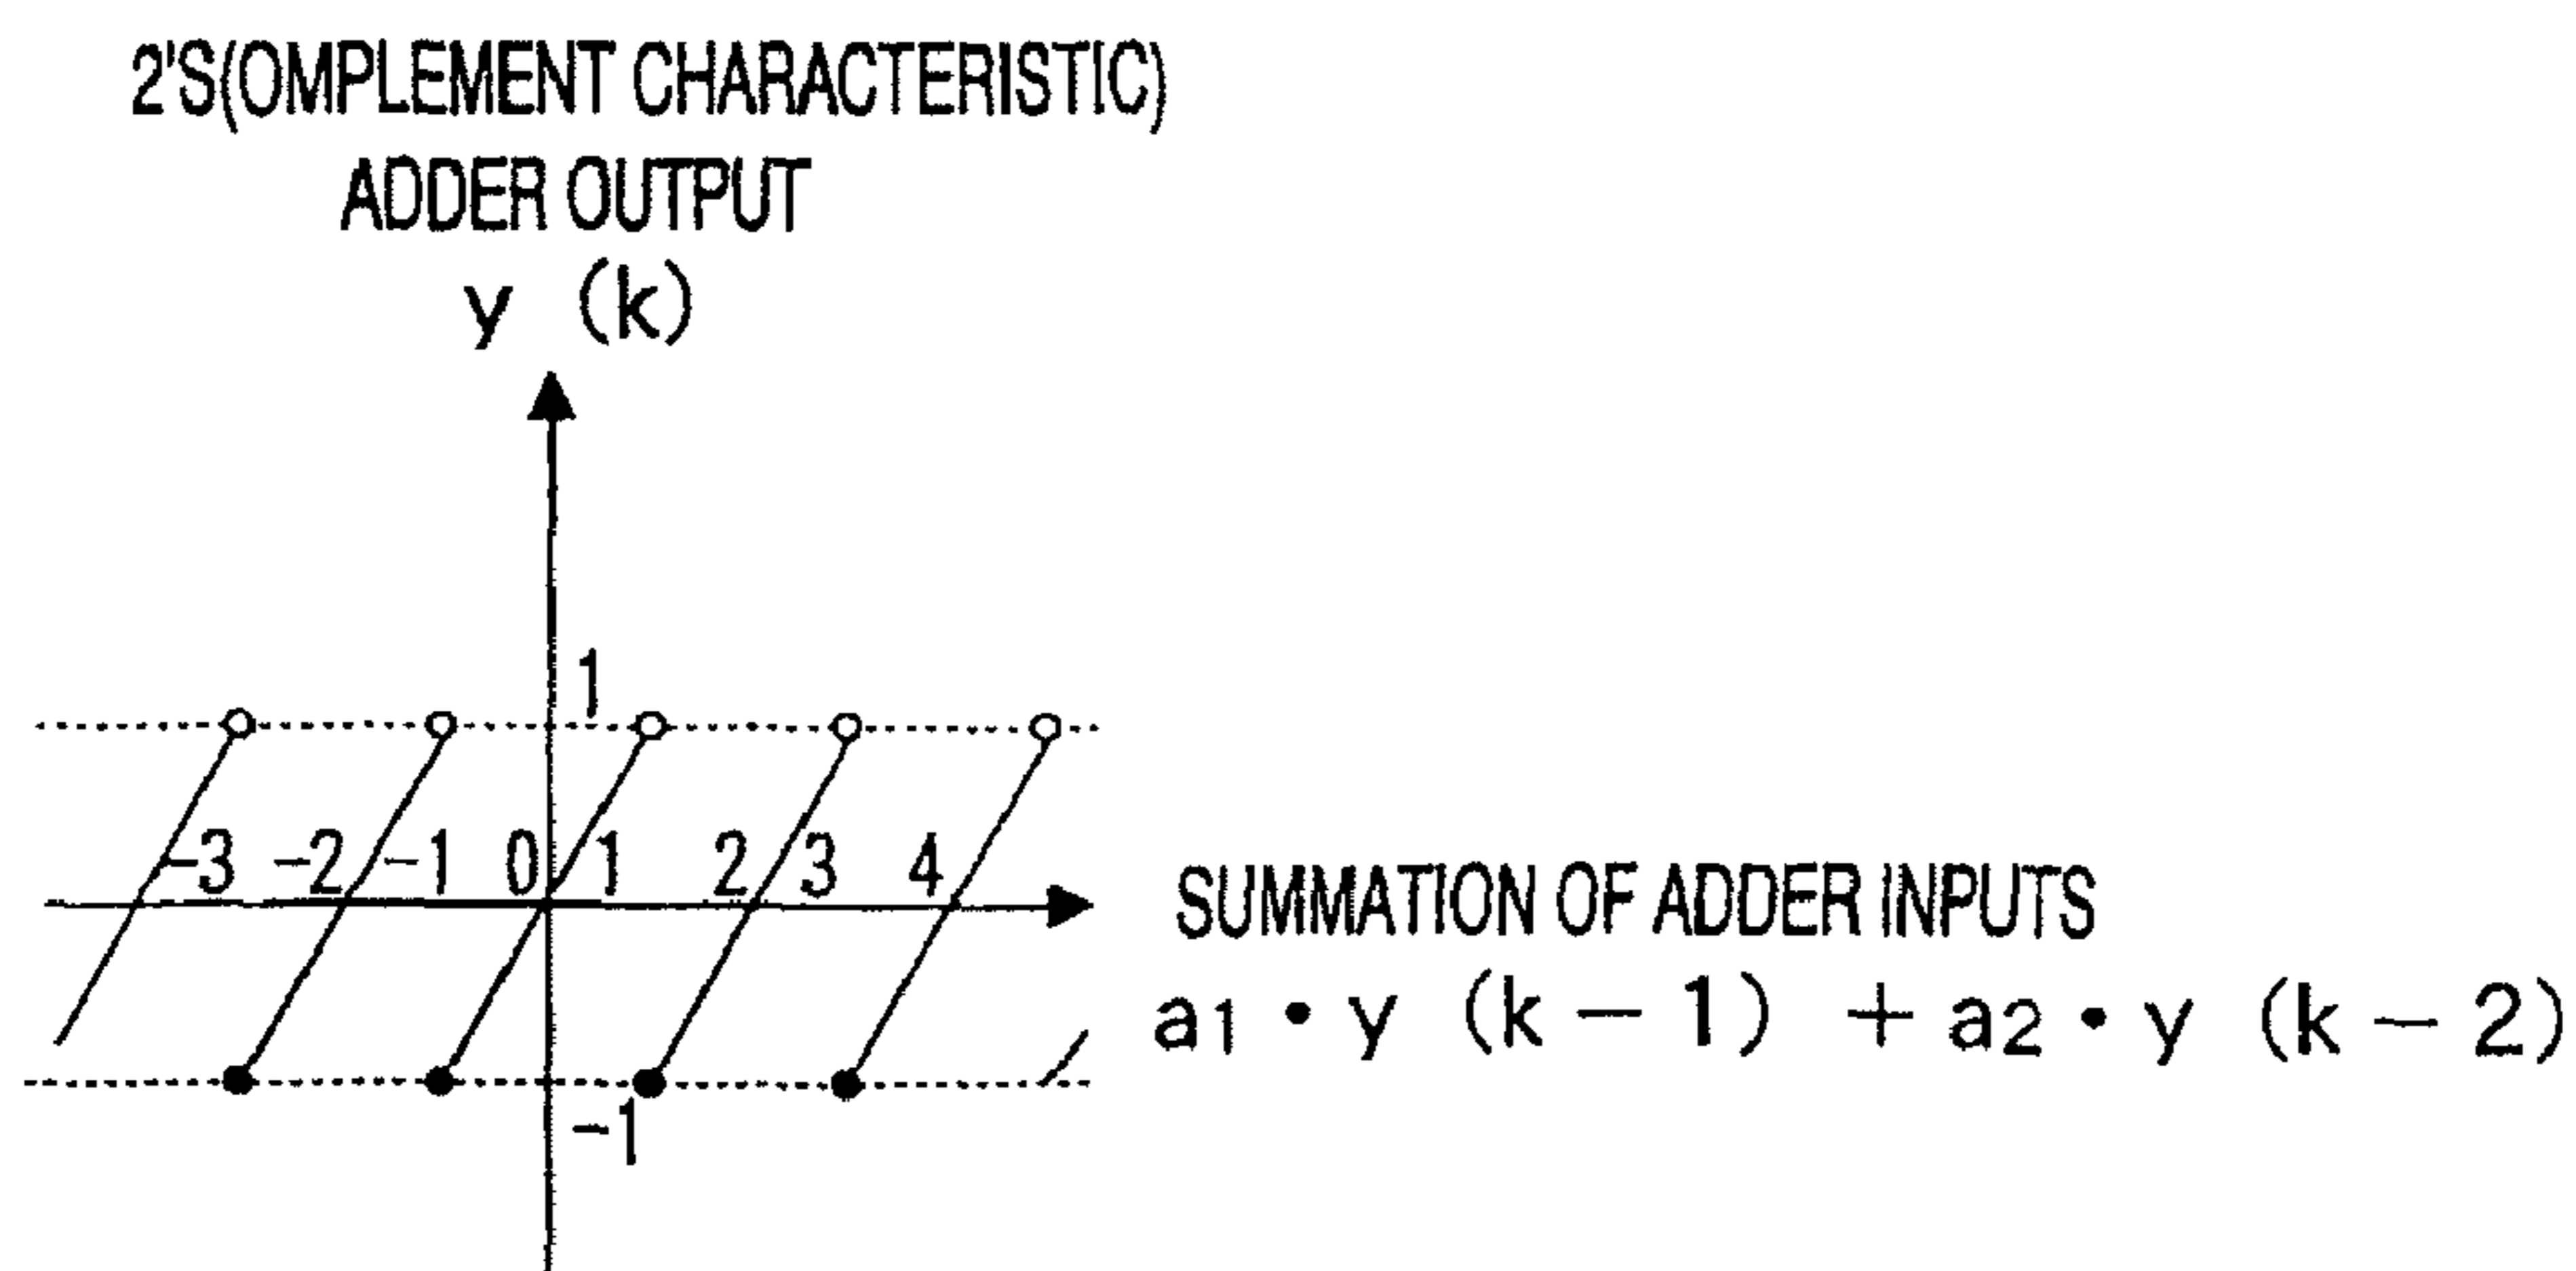 2'S(OMPLEMENT CHARACTERISTIC)
ADDER OUTPUT
y (k)
1
-3 -2 -1 0 1 2 3 4
SUMMATION OF ADDER INPUTS
a1 • y (k − 1) + a2 • y (k − 2)
-1